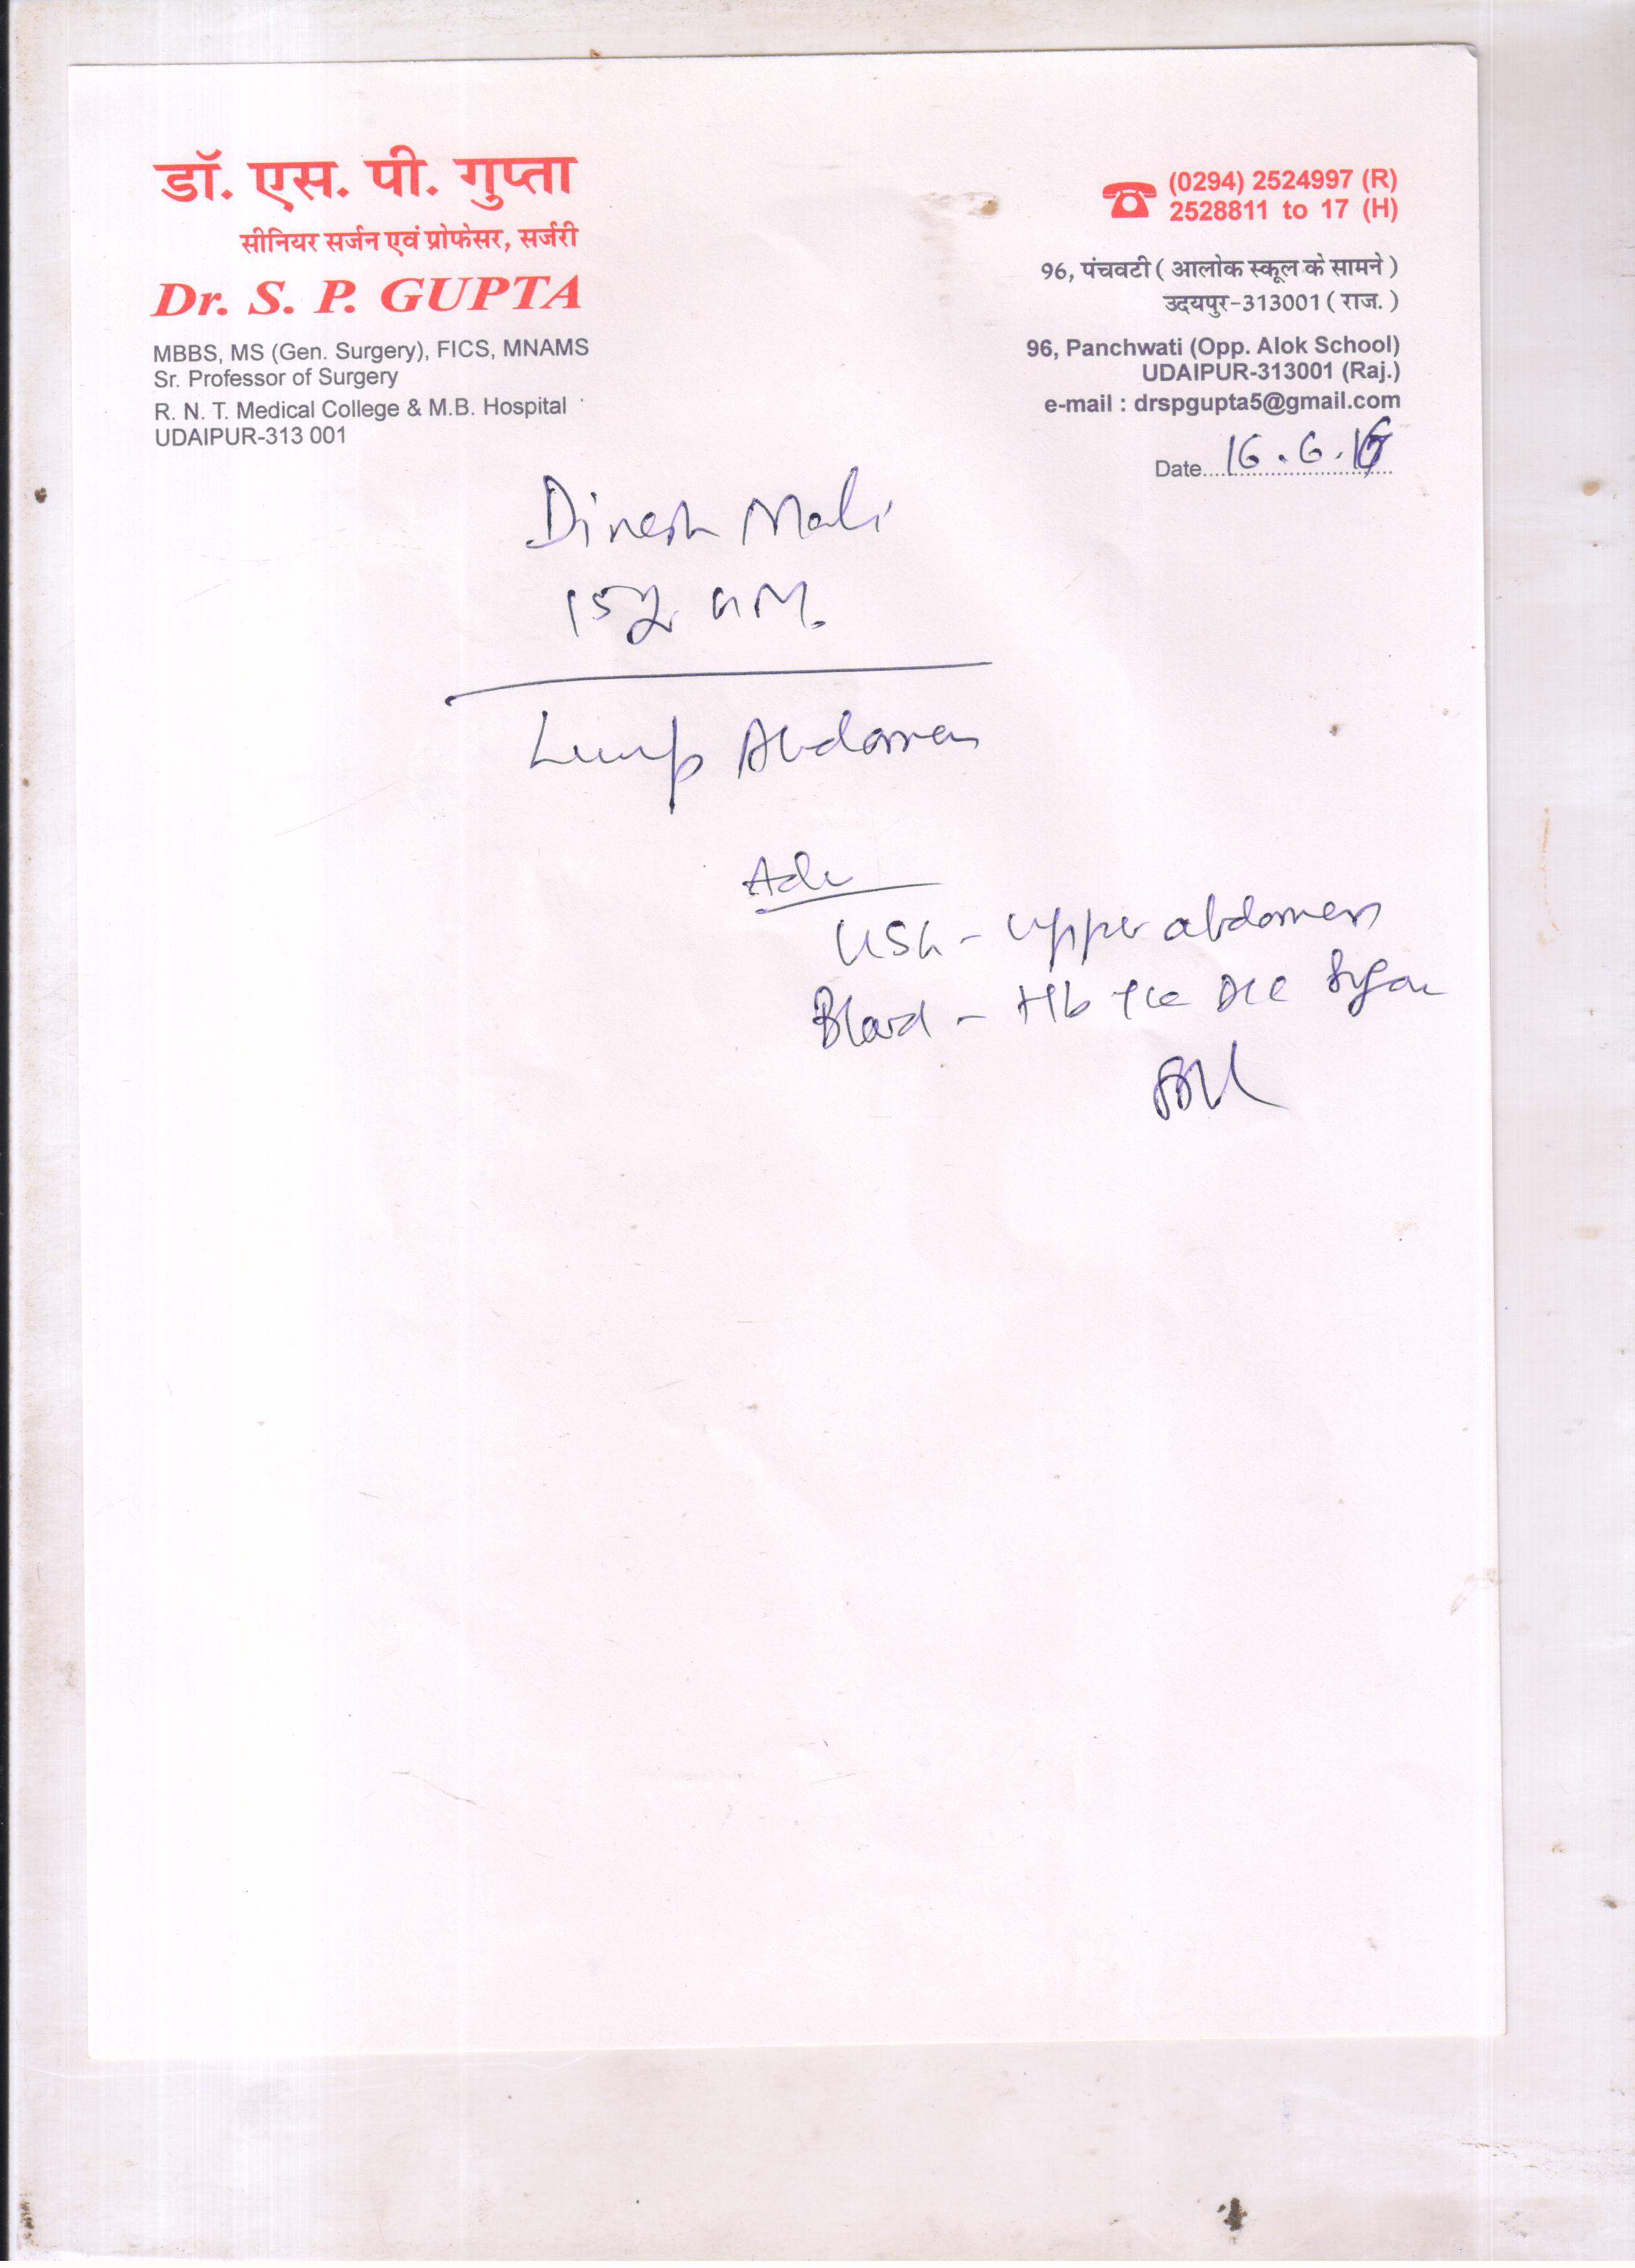 डॉ. एस. पी. गुप्ता
सीनियर सर्जन एवं प्रोफेसर, सर्जरी
Dr. S. P. GUPTA
MBBS, MS (Gen. Surgery), FICS, MNAMS
Sr. Professor of Surgery
R. N. T. Medical College & M.B. Hospital
UDAIPUR-313 001
(0294) 2524997 (R)
2528811 to 17 (H)
96, पंचवटी ( आलोक स्कूल के सामने )
उदयपुर-313001 ( राज. )
96, Panchwati (Opp. Alok School)
UDAIPUR-313001 (Raj.)
e-mail : drspgupta5@gmail.com
Date 16.6.
Dinesh Mali
15
Lump Abdomen
Adv
USG - upper abdomen
Blood - Hb TLC DLC Sugar